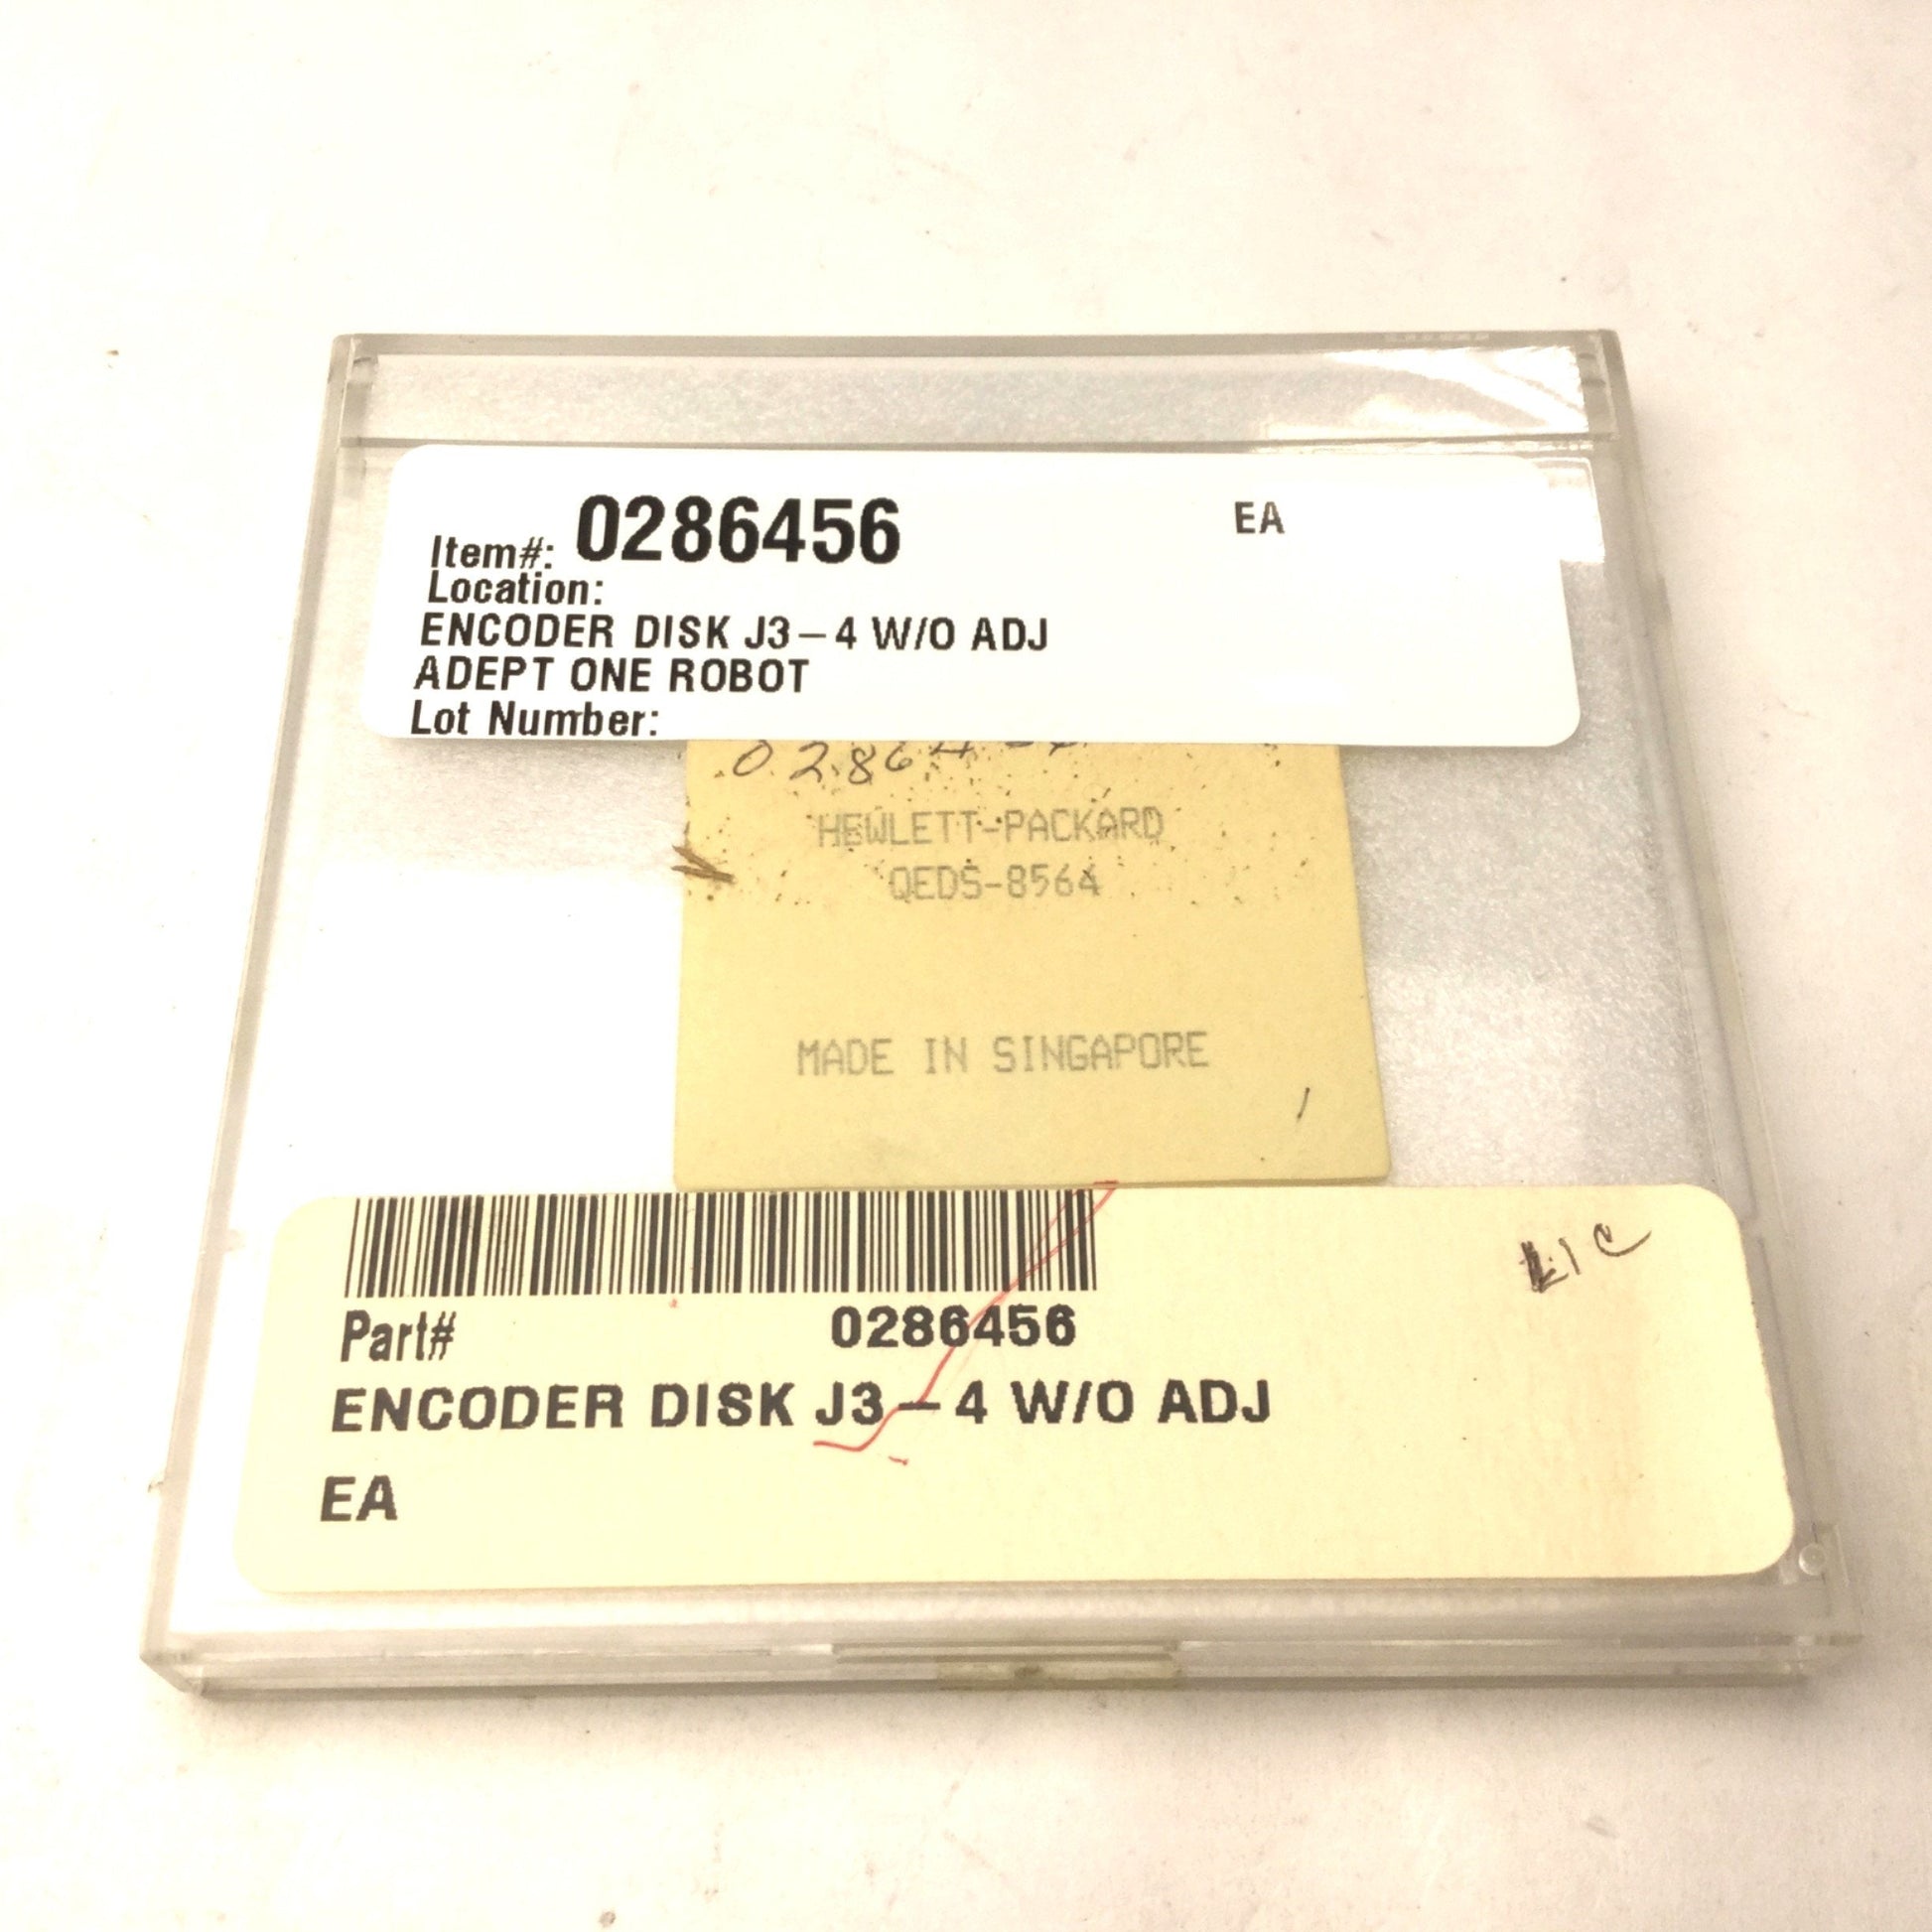 Item#: 0286456 EA
Location:
ENCODER DISK J3-4 W/O ADJ
ADEPT ONE ROBOT
Lot Number:
HEWLETT-PACKARD
QEDS-8564
MADE IN SINGAPORE
Part# 0286456
ENCODER DISK J3-4 W/O ADJ
EA